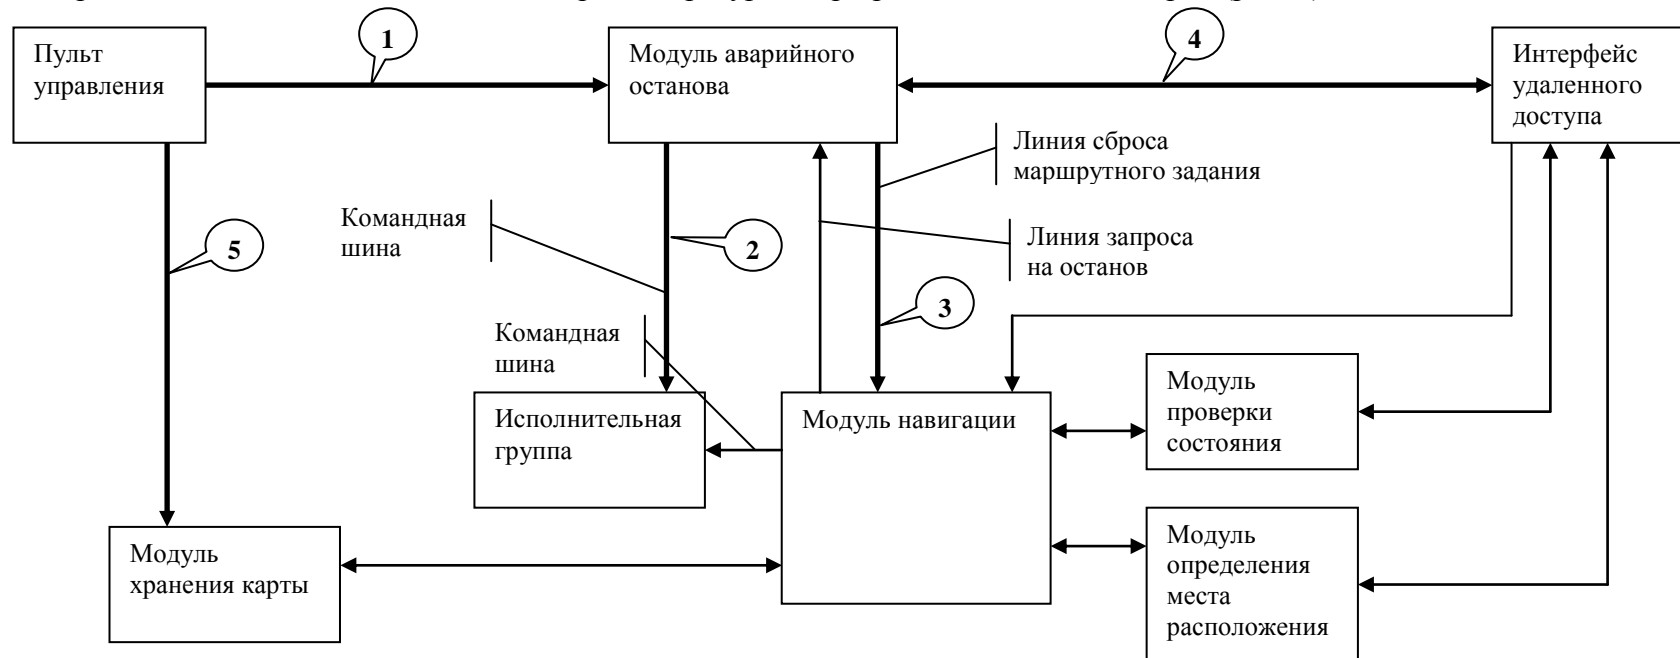 Пульт
управления
1
Модуль аварийного
останова
4
Интерфейс
удаленного
доступа
Линия сброса
маршрутного задания
Командная
шина
5
2
Линия запроса
на останов
3
Командная
шина
Исполнительная
группа
Модуль навигации
Модуль
проверки
состояния
Модуль
хранения карты
Модуль
определения
места
расположения